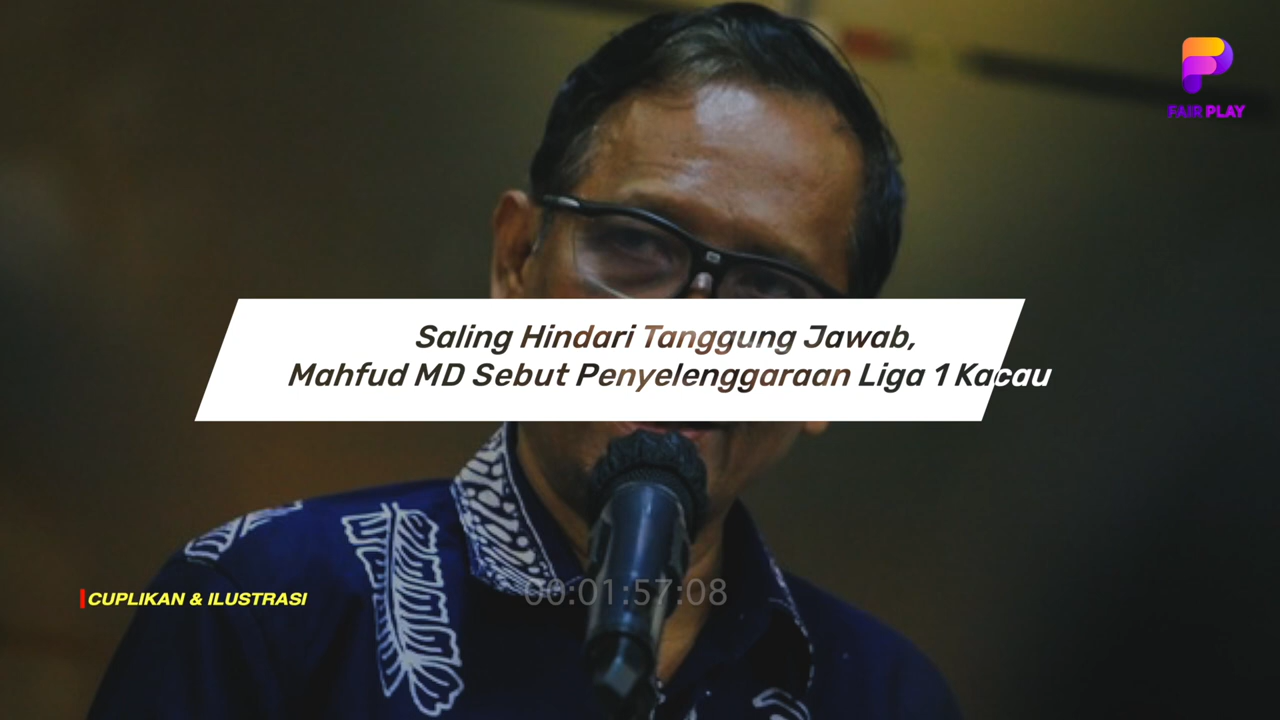 FAIR PLAY
Saling Hindari Tanggung Jawab,
Mahfud MD Sebut Penyelenggaraan Liga 1 Kacau
00:01:57:08
CUPLIKAN & ILUSTRASI